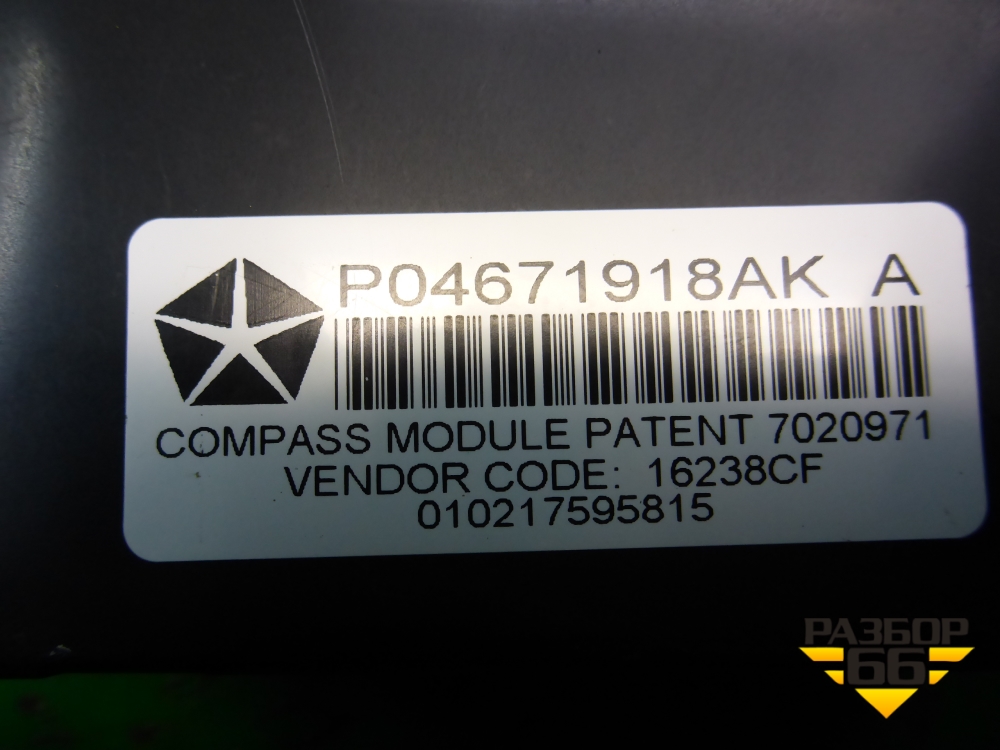 P04671918AK A
COMPASS MODULE PATENT 7020971
VENDOR CODE: 16238CF
010217595815
РАЗБОР
66